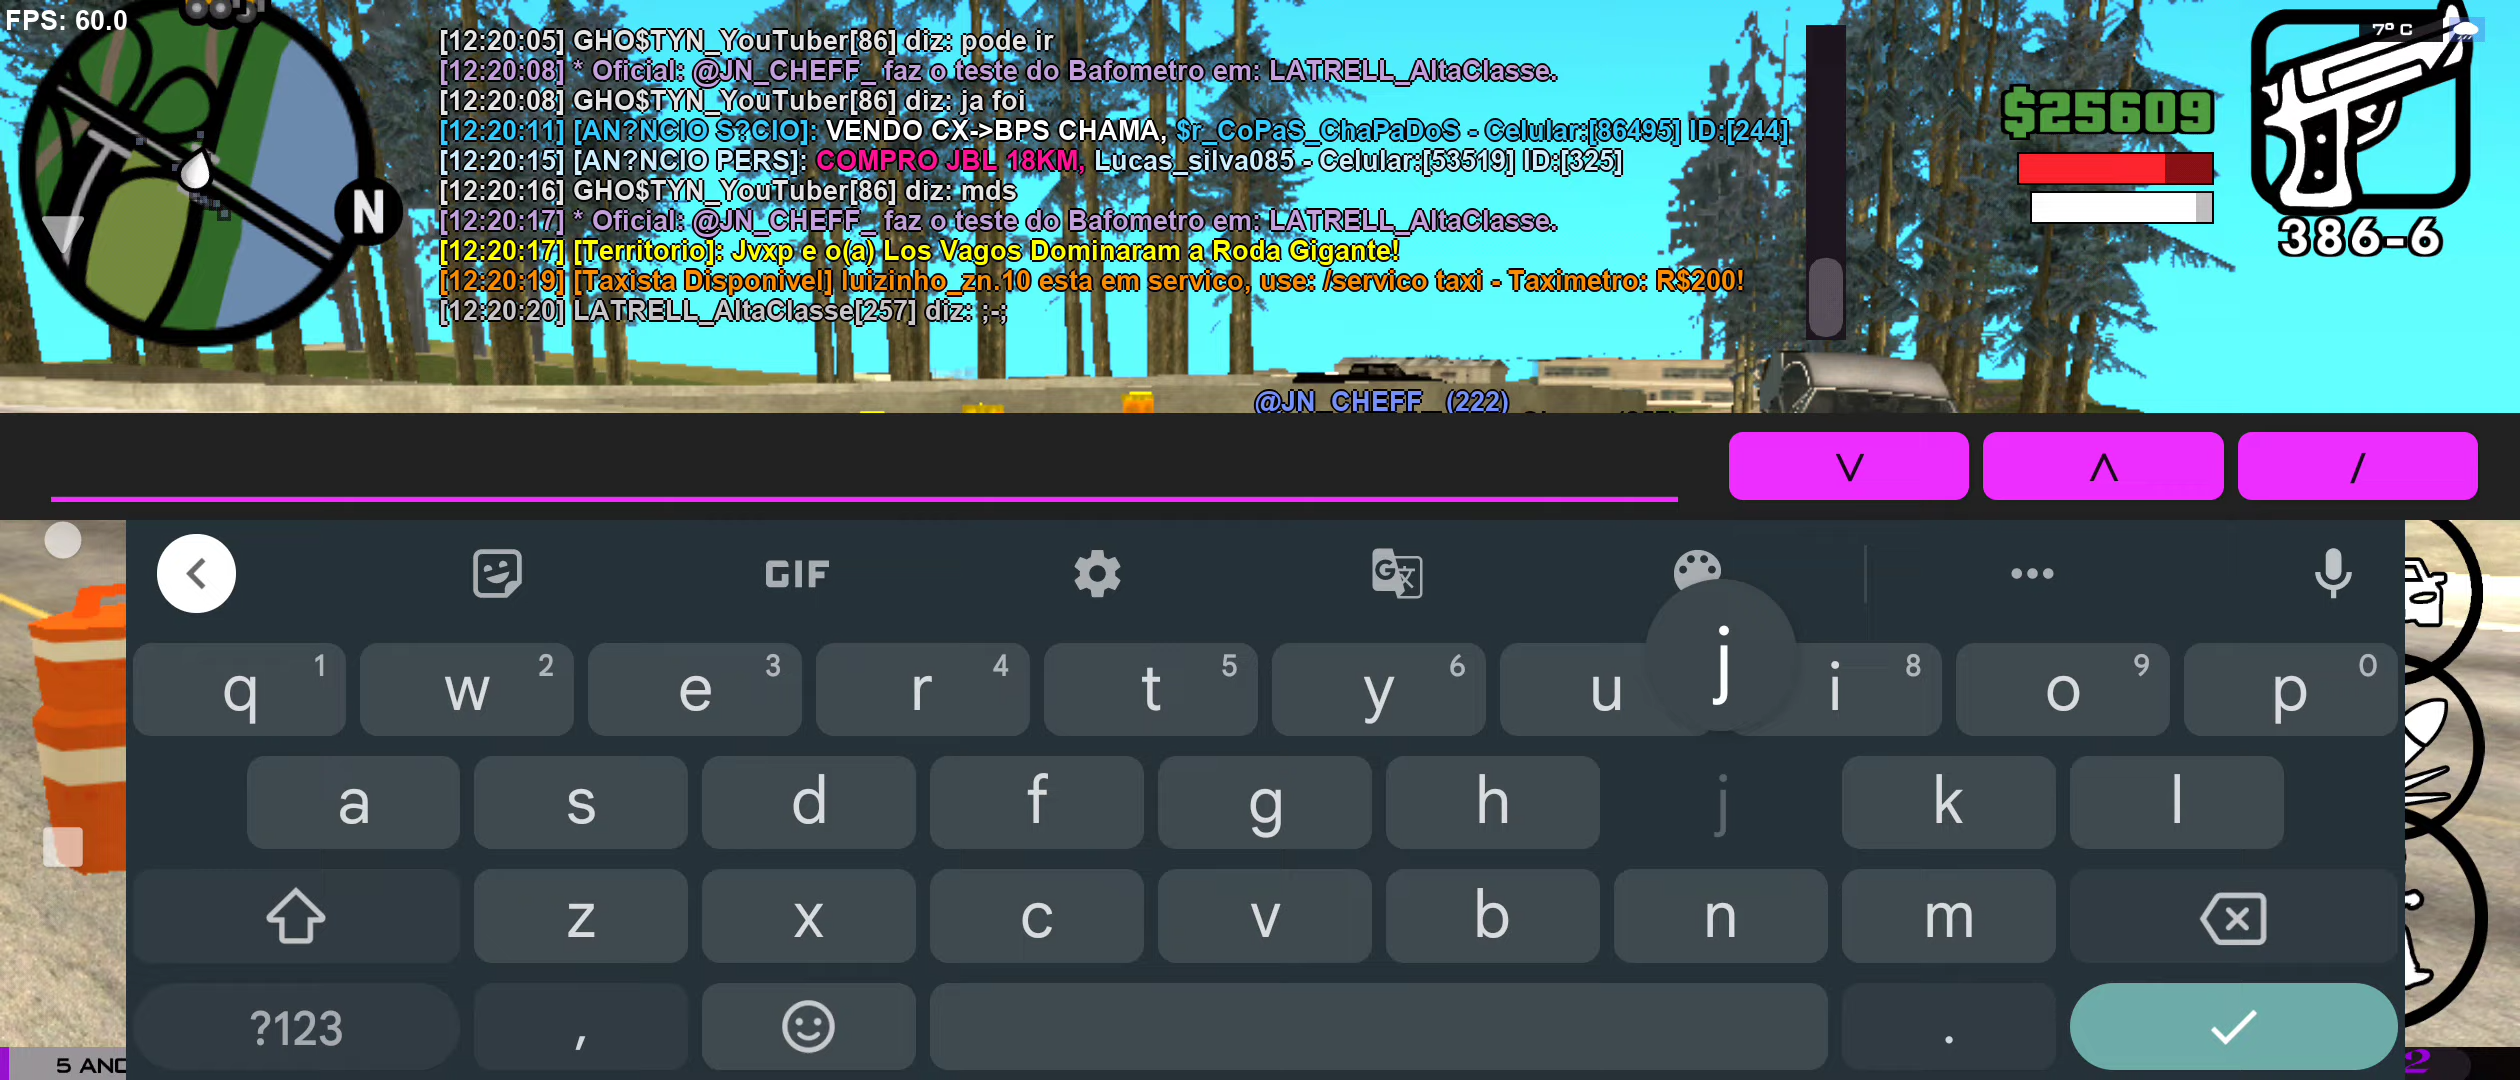 FPS: 60.0
7º C
[12:20:05] GHO$TYN_YouTuber[86] diz: pode ir
[12:20:08] * Oficial: @JN_CHEFF_ faz o teste do Bafometro em: LATRELL_AltaClasse.
[12:20:08] GHO$TYN_YouTuber[86] diz: ja foi
[12:20:11] [AN?NCIO S?CIO]: VENDO CX->BPS CHAMA, $r_CoPaS_ChaPaDoS - Celular:[86495] ID:[244]
[12:20:15] [AN?NCIO PERS]: COMPRO JBL 18KM, Lucas_silva085 - Celular:[53519] ID:[325]
[12:20:16] GHO$TYN_YouTuber[86] diz: mds
[12:20:17] * Oficial: @JN_CHEFF_ faz o teste do Bafometro em: LATRELL_AltaClasse.
[12:20:17] [Territorio]: Jvxp e o(a) Los Vagos Dominaram a Roda Gigante!
[12:20:19] [Taxista Disponivel] luizinho_zn.10 esta em servico, use: /servico taxi - Taximetro: R$200!
[12:20:20] LATRELL_AltaClasse[257] diz: ;-;
N
$25609
386-6
@JN_CHEFF_ (222)
V Λ /
GIF G
q 1 w 2 e 3 r 4 t 5 y 6 u j i 8 o 9 p 0
a s d f g h j k l
z x c v b n m
?123 , .
5 ANO
2